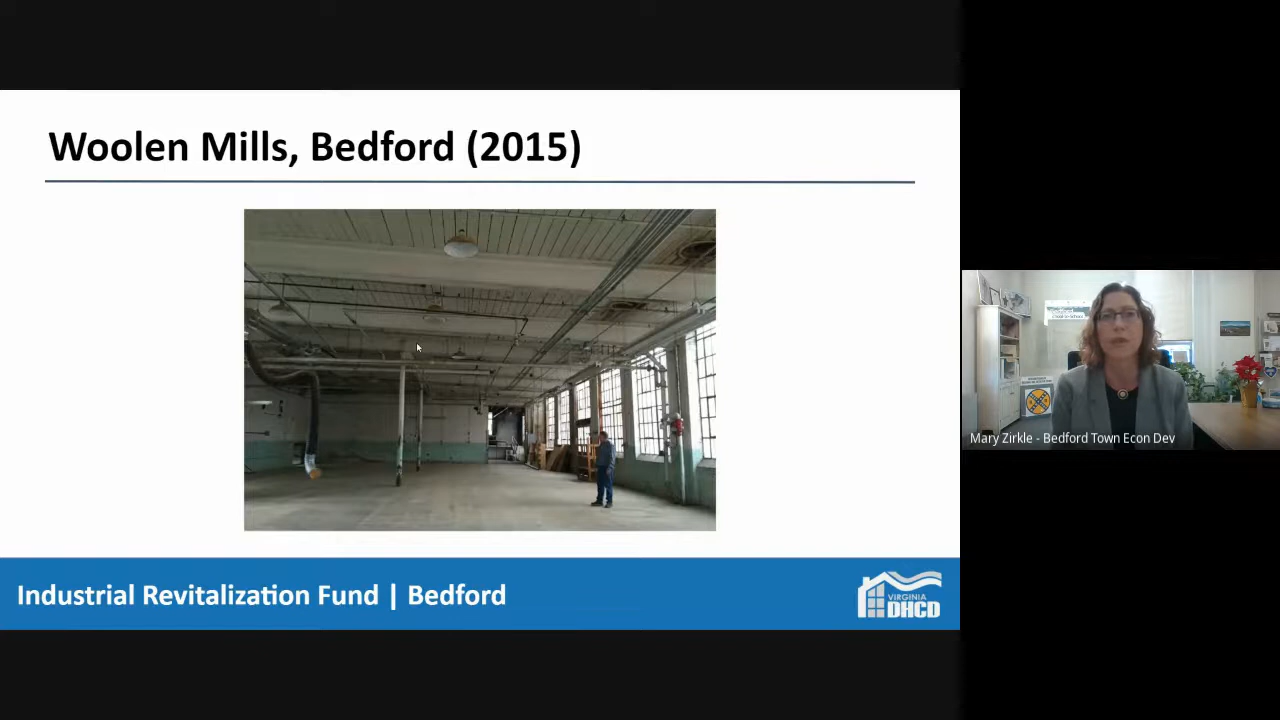 Woolen Mills, Bedford (2015)
Mary Zirkle - Bedford Town Econ Dev
Industrial Revitalization Fund | Bedford
VIRGINIA
DHCD